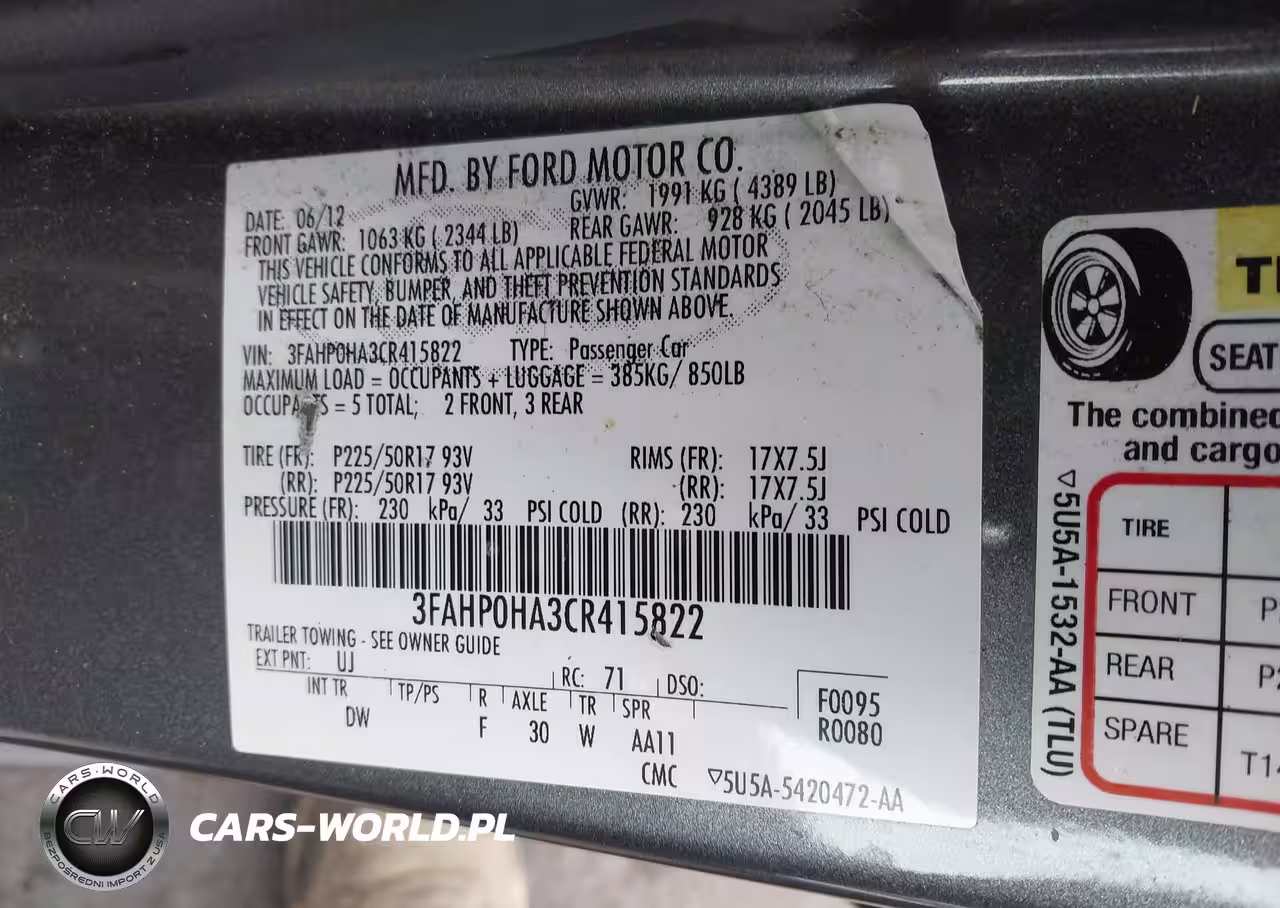 MFD. BY FORD MOTOR CO.
DATE: 06/12
GVWR: 1991 KG ( 4389 LB)
FRONT GAWR: 1063 KG ( 2344 LB)
REAR GAWR: 928 KG ( 2045 LB)
THIS VEHICLE CONFORMS TO ALL APPLICABLE FEDERAL MOTOR
VEHICLE SAFETY, BUMPER, AND THEFT PREVENTION STANDARDS
IN EFFECT ON THE DATE OF MANUFACTURE SHOWN ABOVE.
VIN: 3FAHP0HA3CR415822 TYPE: Passenger Car
MAXIMUM LOAD = OCCUPANTS + LUGGAGE = 385KG/ 850LB
OCCUPANTS = 5 TOTAL; 2 FRONT, 3 REAR
TIRE (FR): P225/50R17 93V RIMS (FR): 17X7.5J
(RR): P225/50R17 93V (RR): 17X7.5J
PRESSURE (FR): 230 kPa/ 33 PSI COLD (RR): 230 kPa/ 33 PSI COLD
3FAHP0HA3CR415822
TRAILER TOWING - SEE OWNER GUIDE
EXT PNT: UJ RC: 71 DSO:
INT TR TP/PS R AXLE TR SPR
DW F 30 W AA11
CMC
F0095
R0080
▽5U5A-5420472-AA
SEAT
The combined
and cargo
TIRE
FRONT P
REAR P2
SPARE T14
▽5U5A-1532-AA (TLU)
CARS-WORLD
CW
BEZPOŚREDNI IMPORT Z USA
CARS-WORLD.PL